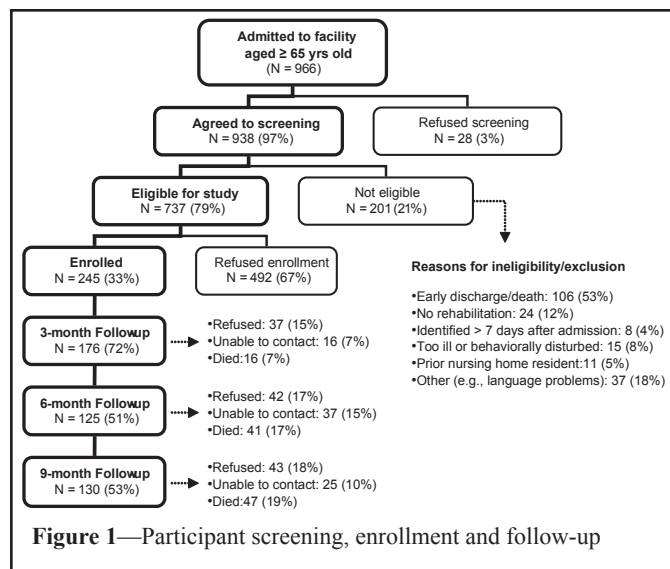 Admitted to facility
aged ≥ 65 yrs old
(N = 966)
Agreed to screening
N = 938 (97%)
Refused screening
N = 28 (3%)
Eligible for study
N = 737 (79%)
Not eligible
N = 201 (21%)
Enrolled
N = 245 (33%)
Refused enrollment
N = 492 (67%)
Reasons for ineligibility/exclusion
•Early discharge/death: 106 (53%)
•No rehabilitation: 24 (12%)
•Identified > 7 days after admission: 8 (4%)
•Too ill or behaviorally disturbed: 15 (8%)
•Prior nursing home resident:11 (5%)
•Other (e.g., language problems): 37 (18%)
3-month Followup
N = 176 (72%)
•Refused: 37 (15%)
•Unable to contact: 16 (7%)
•Died:16 (7%)
6-month Followup
N = 125 (51%)
•Refused: 42 (17%)
•Unable to contact: 37 (15%)
•Died: 41 (17%)
9-month Followup
N = 130 (53%)
•Refused: 43 (18%)
•Unable to contact: 25 (10%)
•Died:47 (19%)
Figure 1—Participant screening, enrollment and follow-up